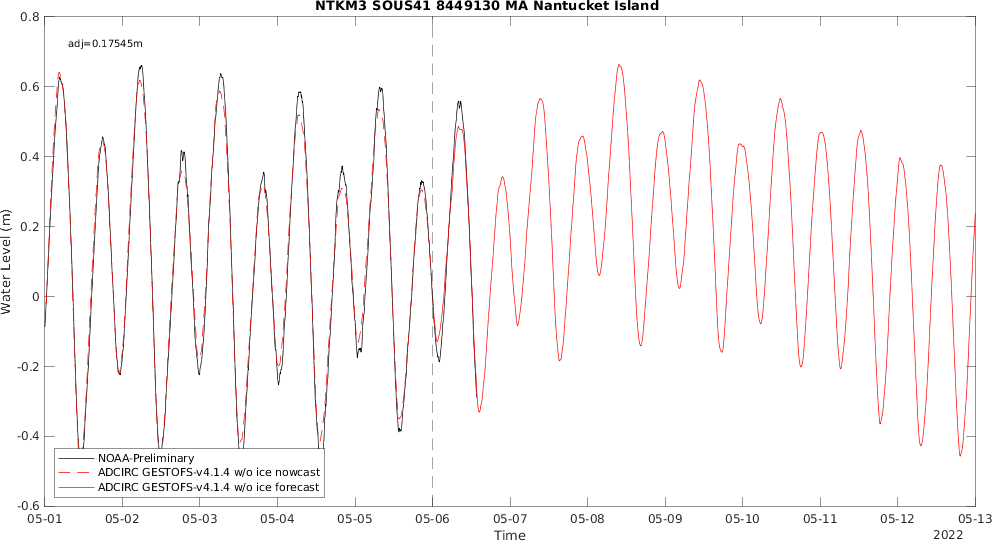 NTKM3 SOUS41 8449130 MA Nantucket Island
adj=0.17545m
0.8
0.6
0.4
0.2
0
-0.2
-0.4
-0.6
Water Level (m)
NOAA-Preliminary
ADCIRC GESTOFS-v4.1.4 w/o ice nowcast
ADCIRC GESTOFS-v4.1.4 w/o ice forecast
05-01 05-02 05-03 05-04 05-05 05-06 05-07 05-08 05-09 05-10 05-11 05-12 05-13
Time
2022